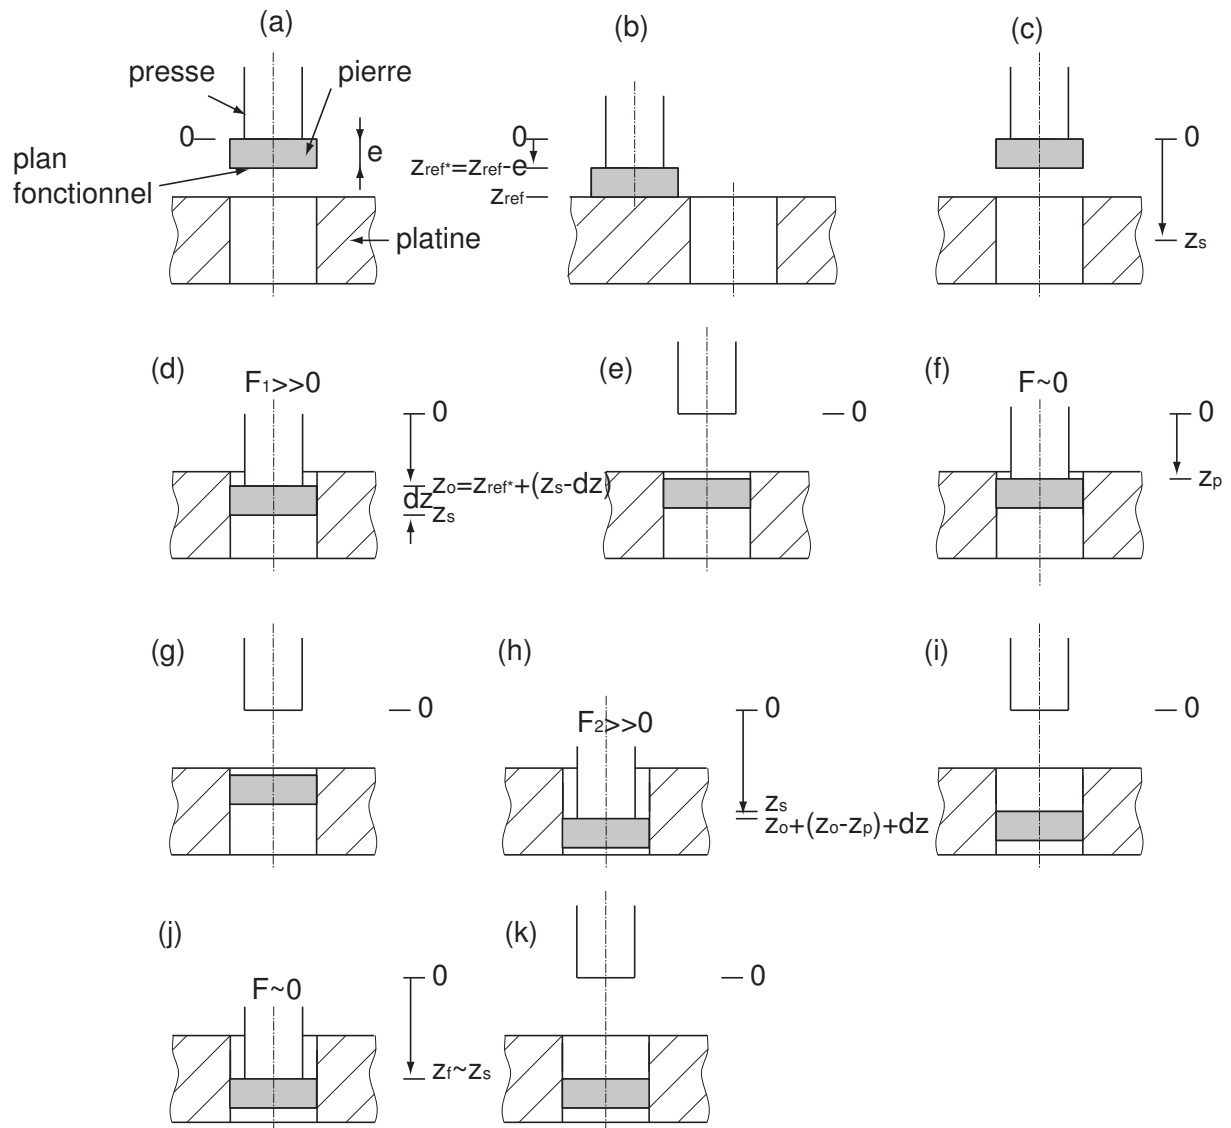 (a)
presse
pierre
0
e
plan
fonctionnel
platine
(b)
0
zref*=zref-e
zref
(c)
0
zs
(d)
F1>>0
0
zo=zref*+(zs-dz)
dz
zs
(e)
0
(f)
F~0
0
zp
(g)
0
(h)
F2>>0
0
zs
zo+(zo-zp)+dz
(i)
0
(j)
F~0
0
zf~zs
(k)
0